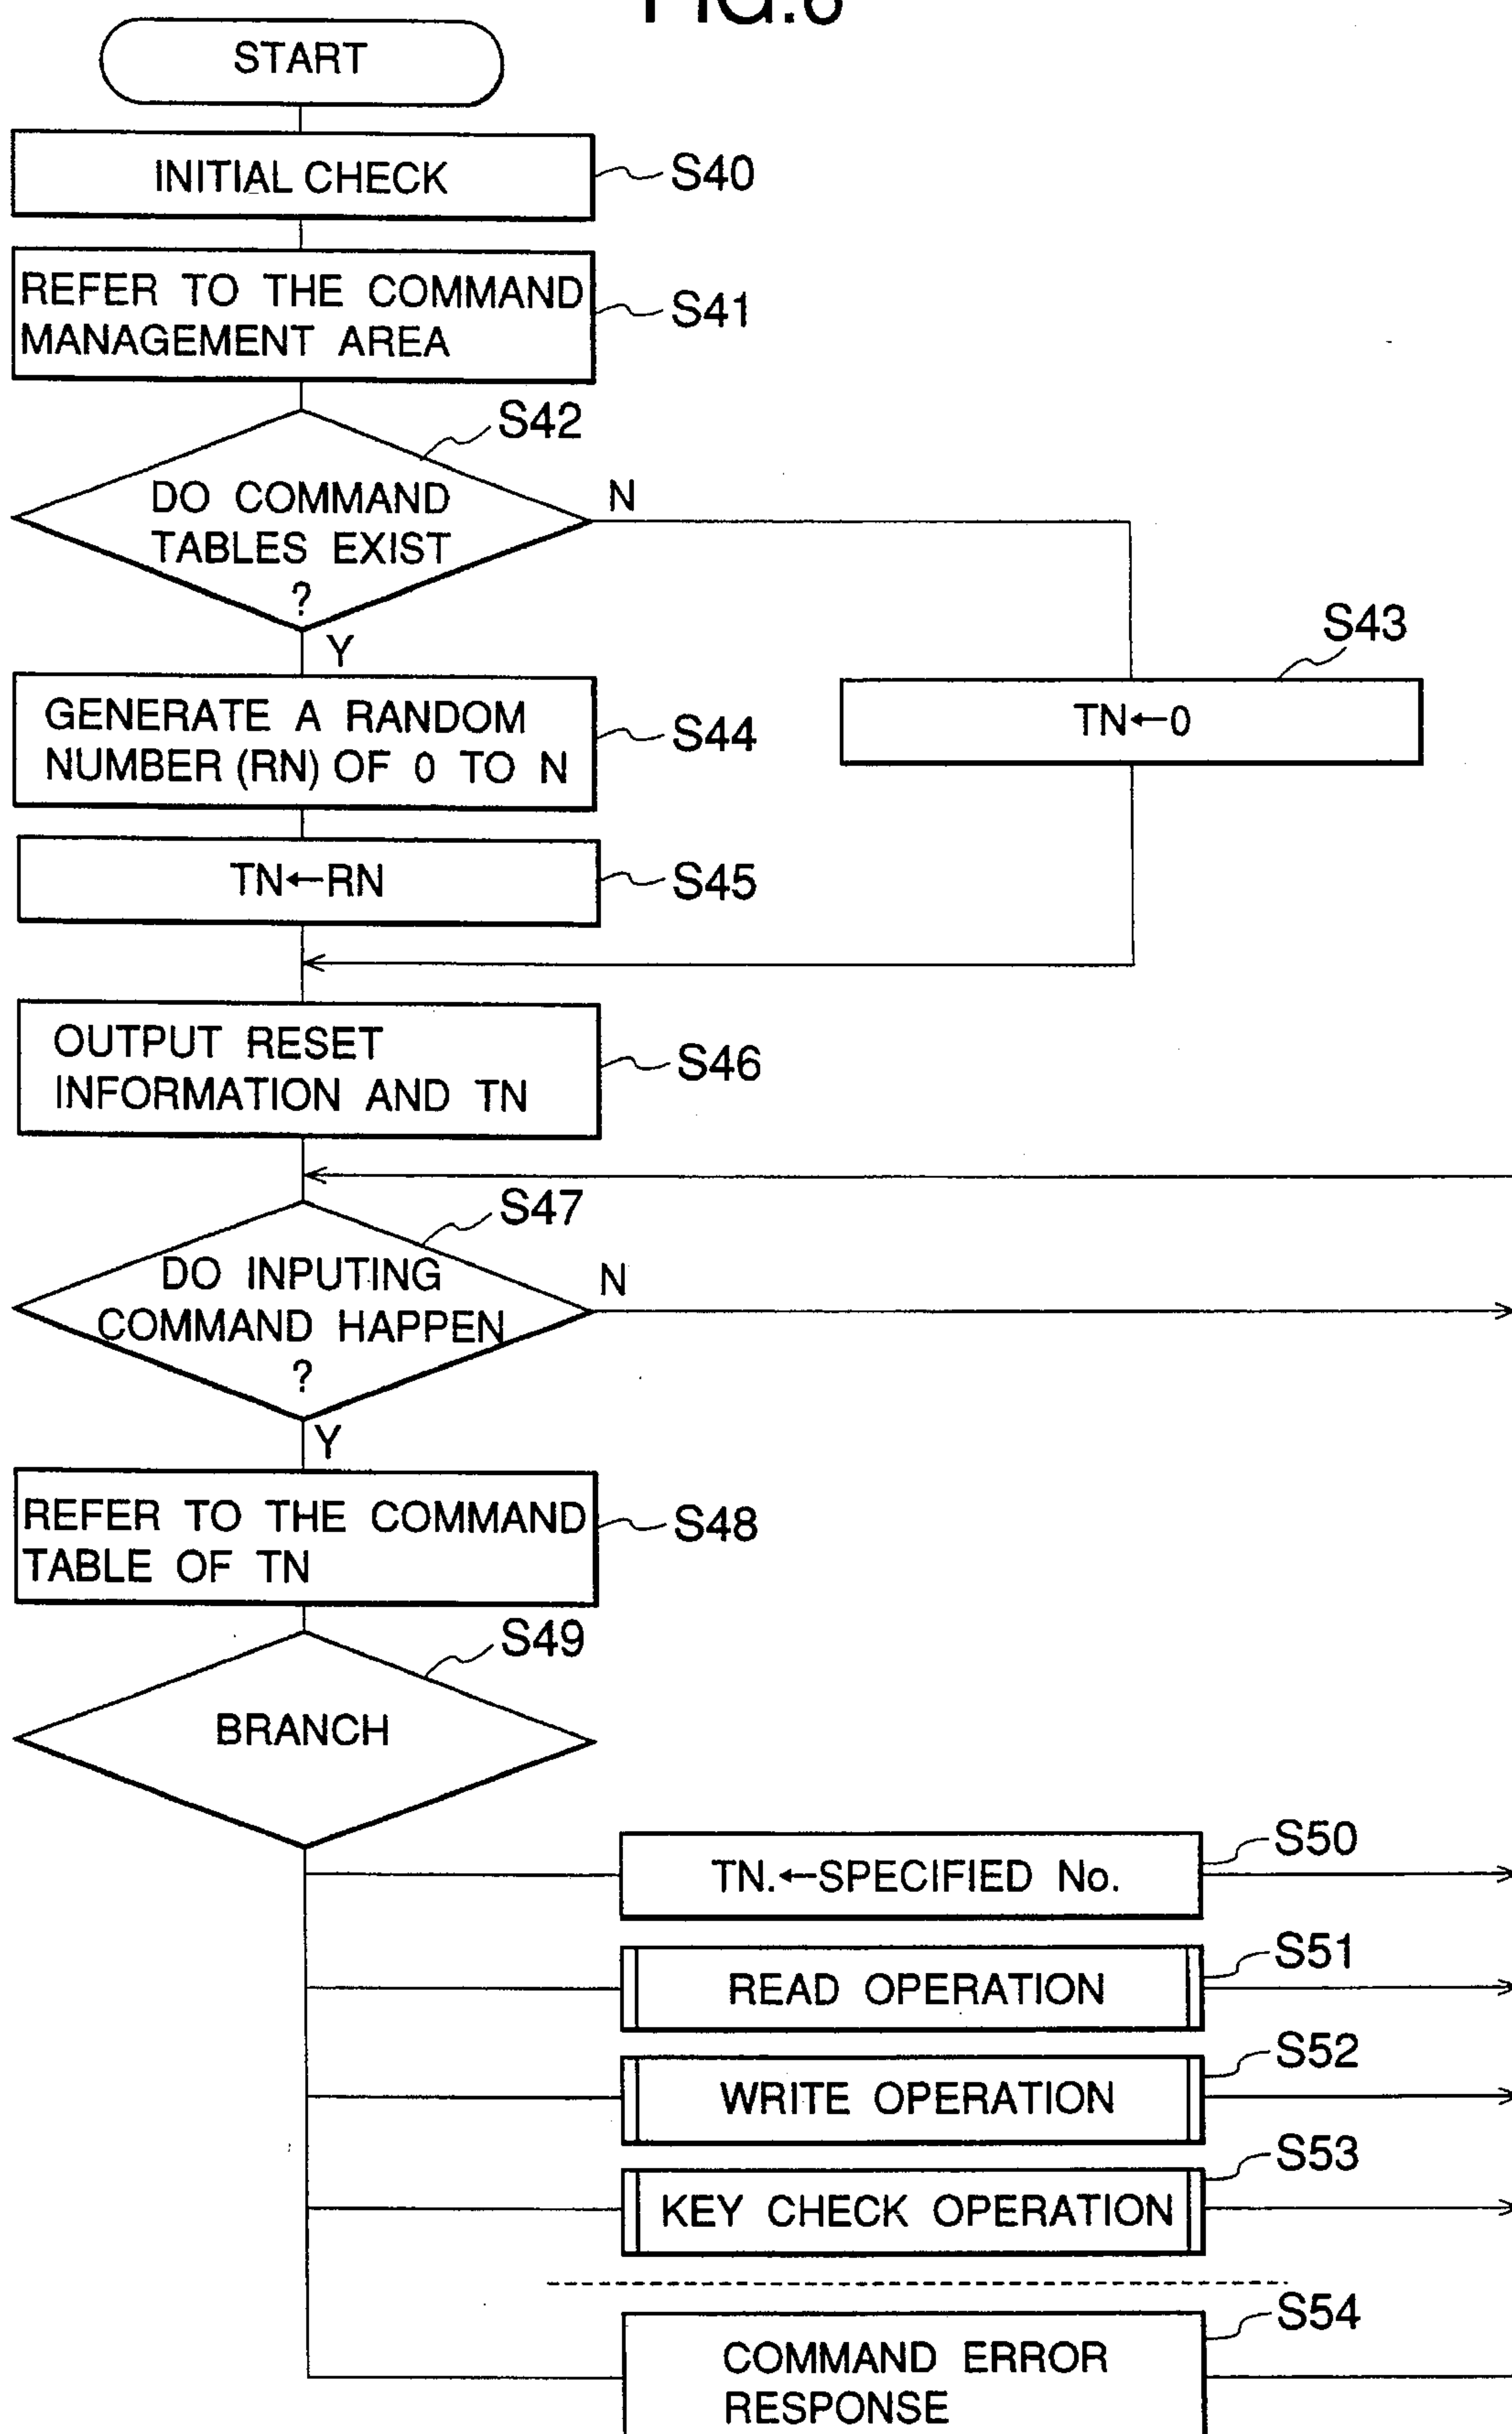 FIG.6
START
INITIAL CHECK
S40
REFER TO THE COMMAND
MANAGEMENT AREA
S41
S42
DO COMMAND
TABLES EXIST
?
N
Y
S43
TN←0
GENERATE A RANDOM
NUMBER (RN) OF 0 TO N
S44
TN←RN
S45
OUTPUT RESET
INFORMATION AND TN
S46
S47
DO INPUTING
COMMAND HAPPEN
?
N
Y
REFER TO THE COMMAND
TABLE OF TN
S48
S49
BRANCH
TN.←SPECIFIED No.
S50
READ OPERATION
S51
WRITE OPERATION
S52
KEY CHECK OPERATION
S53
COMMAND ERROR
RESPONSE
S54